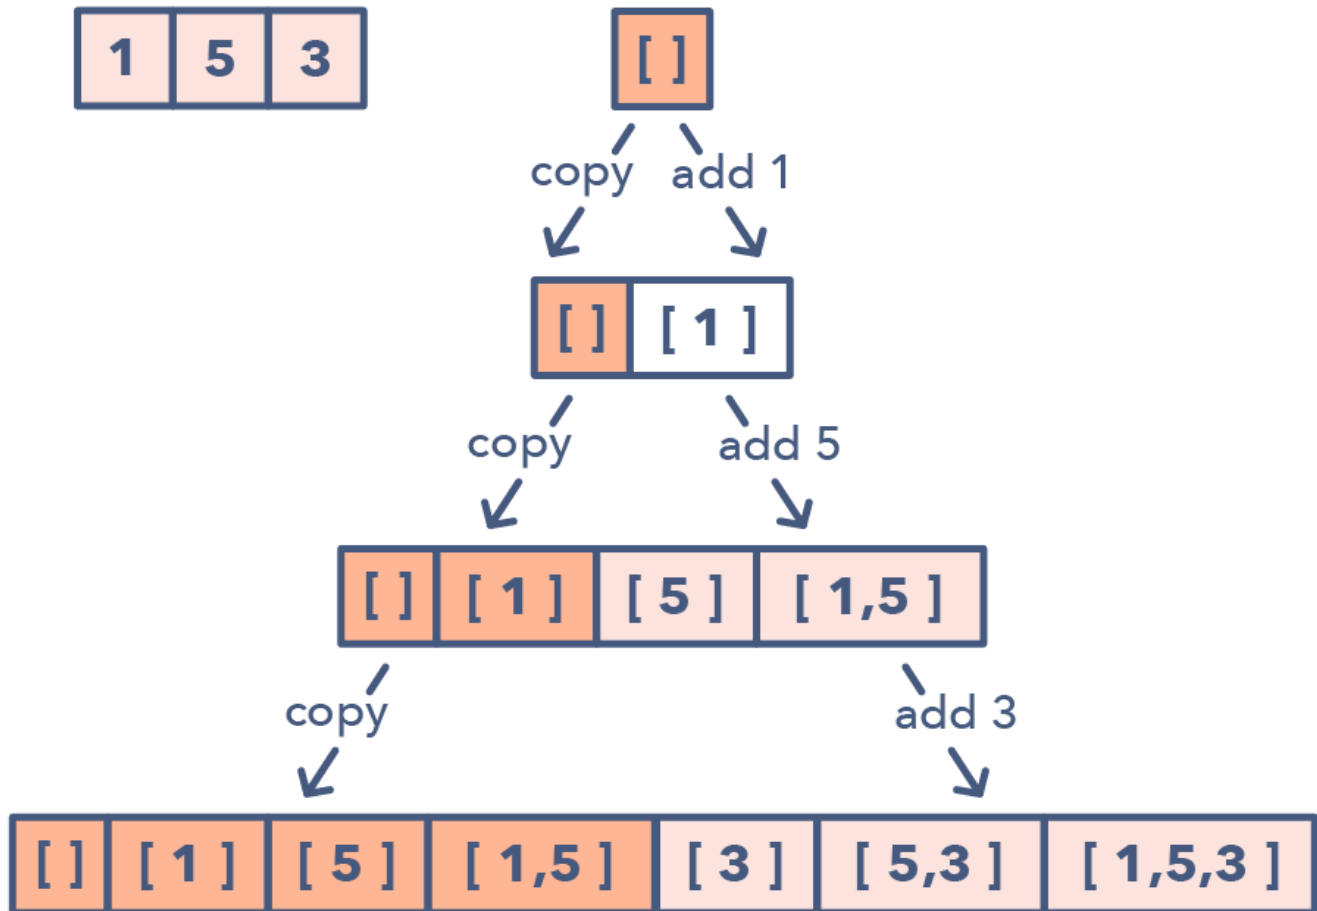 1 5 3 [ ]
copy add 1
[ ] [ 1 ]
copy add 5
[ ] [ 1 ] [ 5 ] [ 1,5 ]
copy add 3
[ ] [ 1 ] [ 5 ] [ 1,5 ] [ 3 ] [ 5,3 ] [ 1,5,3 ]